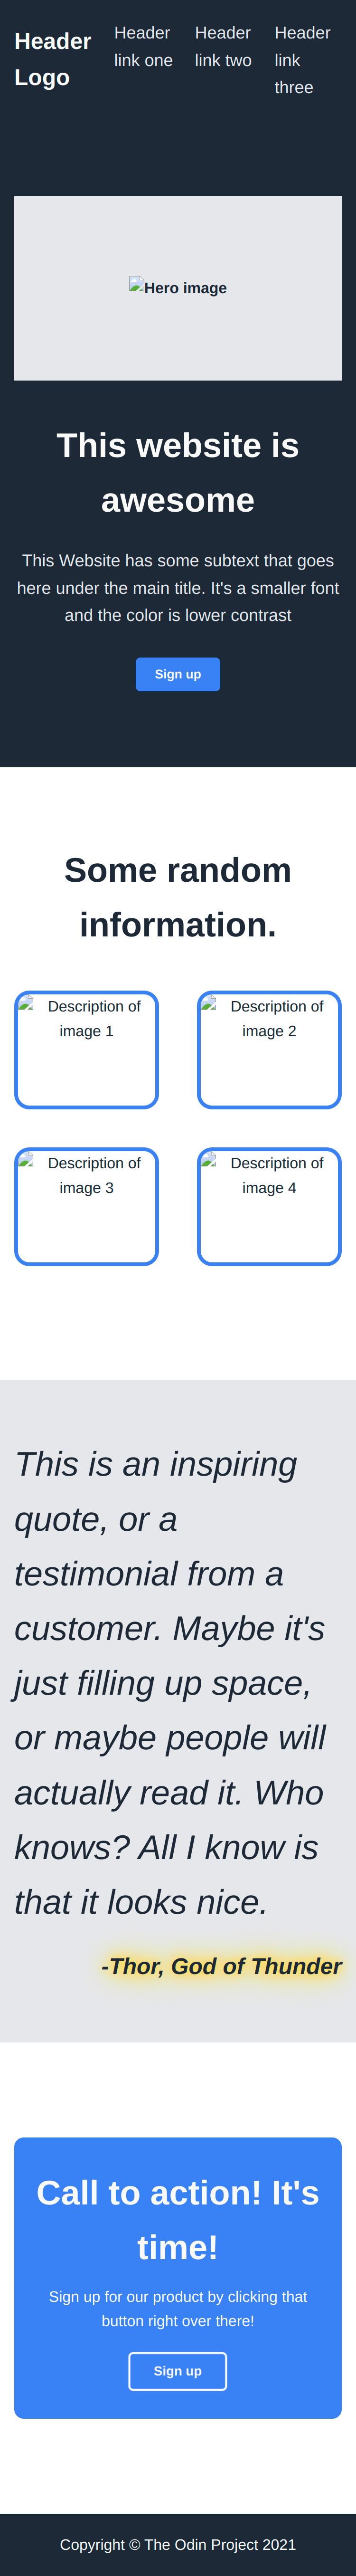 Header
Logo
Header
link one
Header
link two
Header
link
three
Hero image
This website is
awesome
This Website has some subtext that goes
here under the main title. It's a smaller font
and the color is lower contrast
Sign up
Some random
information.
Description of
image 1
Description of
image 2
Description of
image 3
Description of
image 4
This is an inspiring
quote, or a
testimonial from a
customer. Maybe it's
just filling up space,
or maybe people will
actually read it. Who
knows? All I know is
that it looks nice.
-Thor, God of Thunder
Call to action! It's
time!
Sign up for our product by clicking that
button right over there!
Sign up
Copyright © The Odin Project 2021